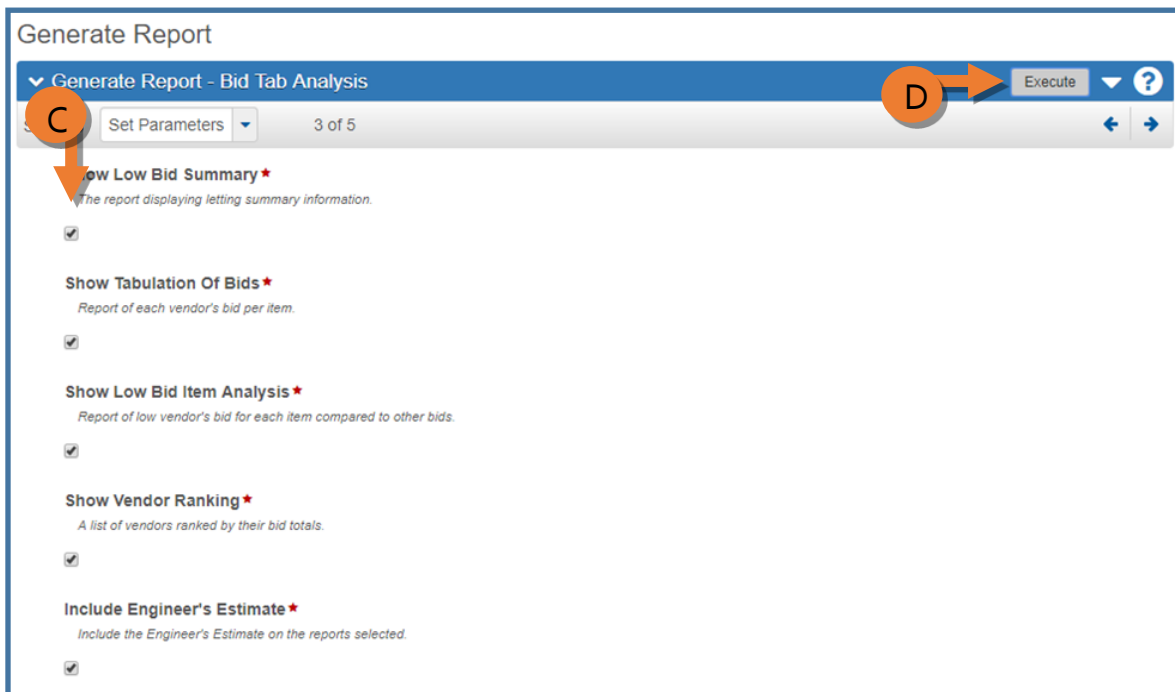 Generate Report
Generate Report - Bid Tab Analysis
D
Execute
?
C
Set Parameters
3 of 5
Low Bid Summary*
The report displaying letting summary information.
Show Tabulation Of Bids*
Report of each vendor's bid per item.
Show Low Bid Item Analysis*
Report of low vendor's bid for each item compared to other bids.
Show Vendor Ranking*
A list of vendors ranked by their bid totals.
Include Engineer's Estimate*
Include the Engineer's Estimate on the reports selected.